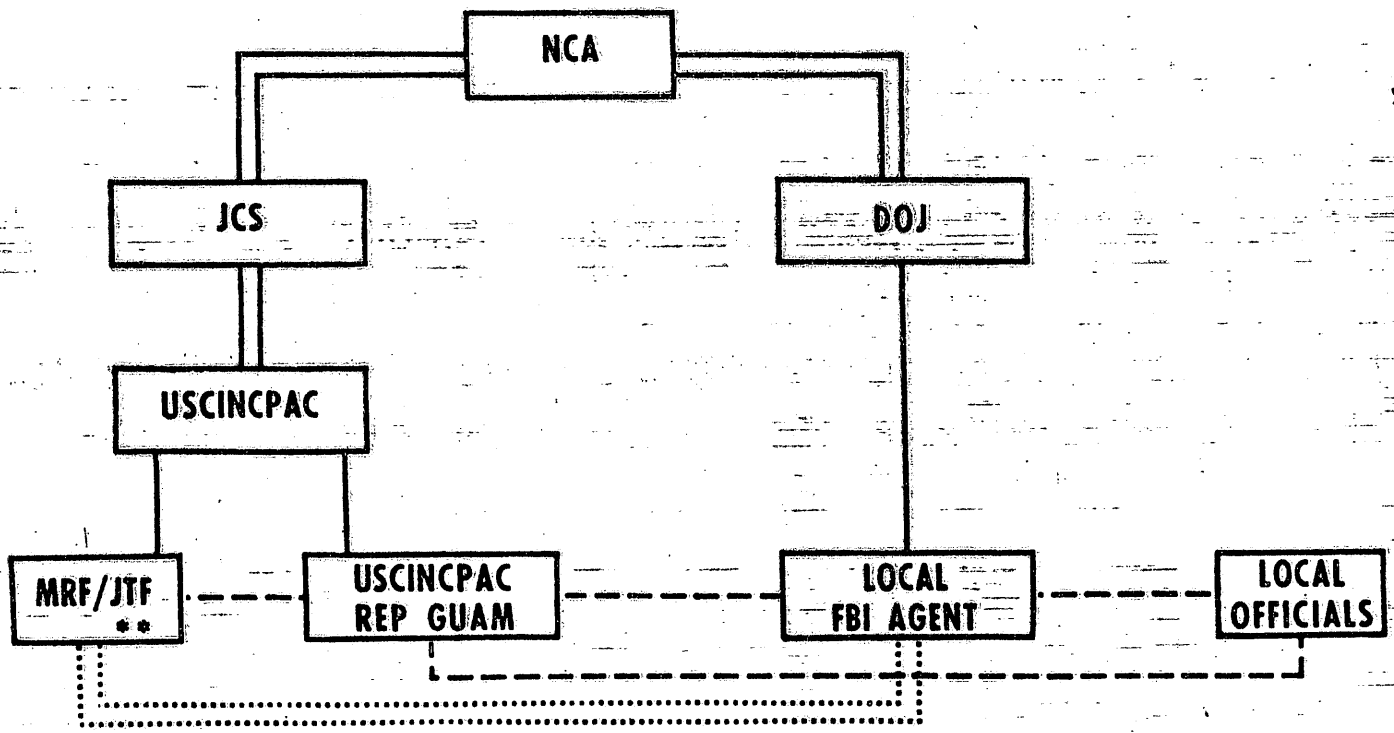 NCA
JCS
DOJ
USCINCPAC
MRF/JTF
**
USCINCPAC
REP GUAM
LOCAL
FBI AGENT
LOCAL
OFFICIALS